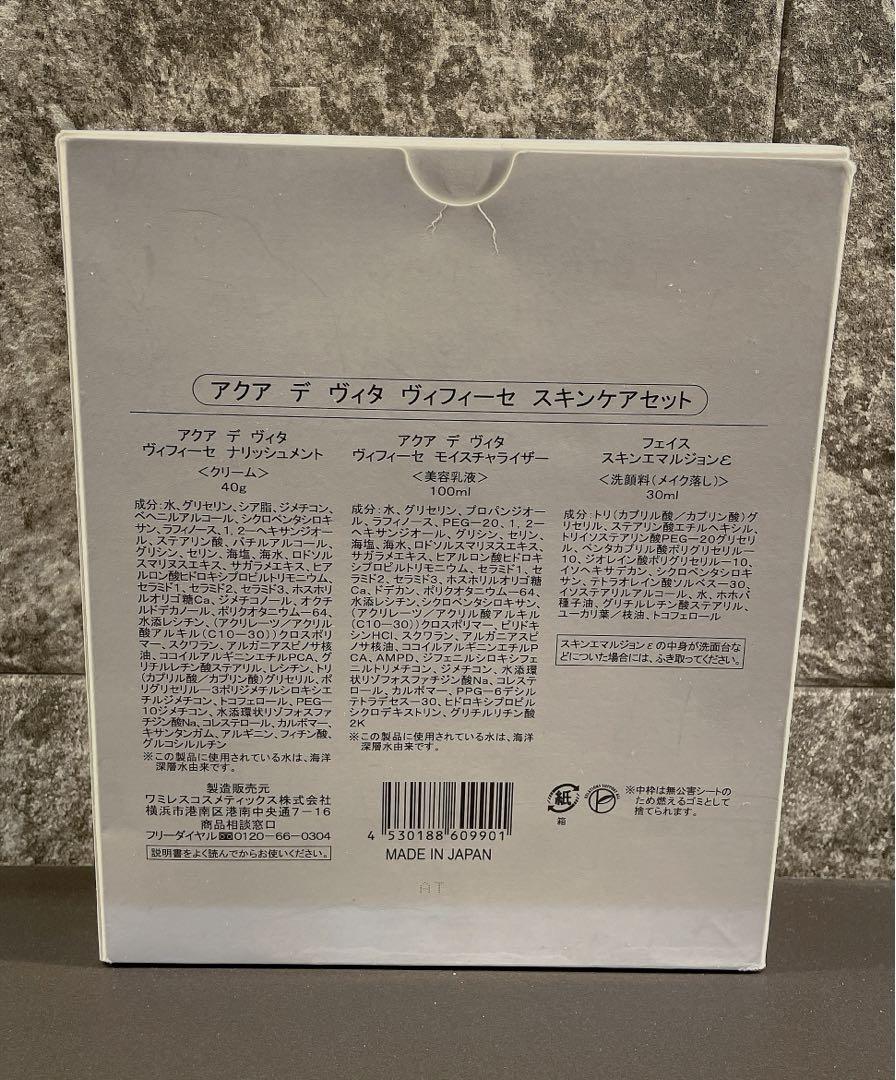 アクア デ ヴィタ ヴィフィーセ スキンケアセット
アクア デ ヴィタ
ヴィフィーセ ナリッシュメント
＜クリーム＞
40g
成分：水、グリセリン、シア脂、ジメチコン、
ベヘニルアルコール、シクロペンタシロキ
サン、ラフィノース、1，2－ヘキサンジオー
ル、ステアリン酸、バチルアルコール、
グリシン、セリン、海塩、海水、ロドソル
スマリヌスエキス、サガラメエキス、ヒア
ルロン酸ヒドロキシプロピルトリモニウム、
セラミド1、セラミド2、セラミド3、ホスホ
リルオリゴ糖Ca、ジメチコノール、オクチ
ルドデカノール、ポリクオタニウム－64、
水添レシチン、（アクリレーツ／アクリル
酸アルキル（C10－30））クロスポリ
マー、スクワラン、アルガニアスピノサ核
油、ココイルアルギニンエチルPCA、グ
リチルレチン酸ステアリル、レシチン、トリ
（カプリル酸／カプリン酸）グリセリル、ポ
リグリセリル－3ポリジメチルシロキシエ
チルジメチコン、トコフェロール、PEG－
10ジメチコン、水添環状リゾフォスファ
チジン酸Na、コレステロール、カルボマー、
キサンタンガム、アルギニン、フィチン酸、
グルコシルルチン
※この製品に使用されている水は、海洋
深層水由来です。
アクア デ ヴィタ
ヴィフィーセ モイスチャライザー
＜美容乳液＞
100ml
成分：水、グリセリン、プロパンジオー
ル、ラフィノース、PEG－20、1，2－
ヘキサンジオール、グリシン、セリン、
海塩、海水、ロドソルスマリヌスエキス、
サガラメエキス、ヒアルロン酸ヒドロキ
シプロピルトリモニウム、セラミド1、セ
ラミド2、セラミド3、ホスホリルオリゴ糖
Ca、ドデカン、ポリクオタニウム－64、
水添レシチン、シクロペンタシロキサン、
（アクリレーツ／アクリル酸アルキル
（C10－30））クロスポリマー、ピリドキ
シンHCl、スクワラン、アルガニアスピ
ノサ核油、ココイルアルギニンエチルP
CA、AMPD、ジフェニルシロキシフェ
ニルトリメチコン、ジメチコン、水添環
状リゾフォスファチジン酸Na、コレステ
ロール、カルボマー、PPG－6デシル
テトラデセス－30、ヒドロキシプロピル
シクロデキストリン、グリチルリチン酸
2K
※この製品に使用されている水は、海洋
深層水由来です。
フェイス
スキンエマルジョンε
＜洗顔料（メイク落し）＞
30ml
成分：トリ（カプリル酸／カプリン酸）グ
リセリル、ステアリン酸エチルヘキシル、
トリイソステアリン酸PEG－20グリセリ
ル、ペンタカプリル酸ポリグリセリル－
10、ジオレイン酸ポリグリセリル－10、
イソヘキサデカン、シクロペンタシロキ
サン、テトラオレイン酸ソルベス－30、
イソステアリルアルコール、水、ホホバ
種子油、グリチルレチン酸ステアリル、
ユーカリ葉／枝油、トコフェロール
スキンエマルジョンεの中身が洗面台な
どについた場合には、ふき取ってください。
製造販売元
ワミレスコスメティックス株式会社
横浜市港南区港南中央通7－16
商品相談窓口
フリーダイヤル 0120－66－0304
説明書をよく読んでからお使いください。
4 530188 609901
MADE IN JAPAN
紙
箱
※中枠は無公害シートの
ため燃えるゴミとして
捨てられます。
AT